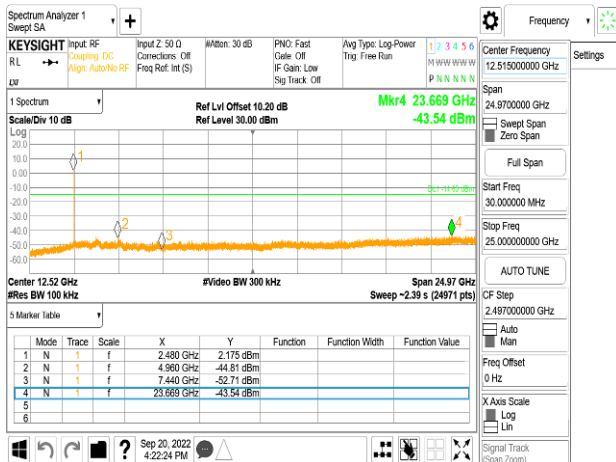 Spectrum Analyzer 1
Swept SA
Frequency
KEYSIGHT Input: RF Input Z: 50 Ω #Atten: 30 dB PNO: Fast Avg Type: Log-Power 1 2 3 4 5 6
RL Coupling: DC Corrections: Off Gate: Off Trig: Free Run M W W W W W
Align: Auto/No RF Freq Ref: Int (S) IF Gain: Low
Sig Track: Off P N N N N N
1 Spectrum
Scale/Div 10 dB
Ref Lvl Offset 10.20 dB
Ref Level 30.00 dBm
Mkr4 23.669 GHz
-43.54 dBm
Log
20.0
10.0
0.00
-10.0
-20.0
-30.0
-40.0
-50.0
-60.0
1
2
3
4
Center 12.52 GHz #Video BW 300 kHz Span 24.97 GHz
#Res BW 100 kHz Sweep ~2.39 s (24971 pts)
5 Marker Table
Mode Trace Scale X Y Function Function Width Function Value
1 N 1 f 2.480 GHz 2.175 dBm
2 N 1 f 4.960 GHz -44.81 dBm
3 N 1 f 7.440 GHz -52.71 dBm
4 N 1 f 23.669 GHz -43.54 dBm
5
6
Sep 20, 2022
4:22:24 PM
Center Frequency
12.515000000 GHz
Settings
Span
24.9700000 GHz
Swept Span
Zero Span
Full Span
Start Freq
30.000000 MHz
Stop Freq
25.000000000 GHz
AUTO TUNE
CF Step
2.497000000 GHz
Auto
Man
Freq Offset
0 Hz
X Axis Scale
Log
Lin
Signal Track
(Span Zoom)